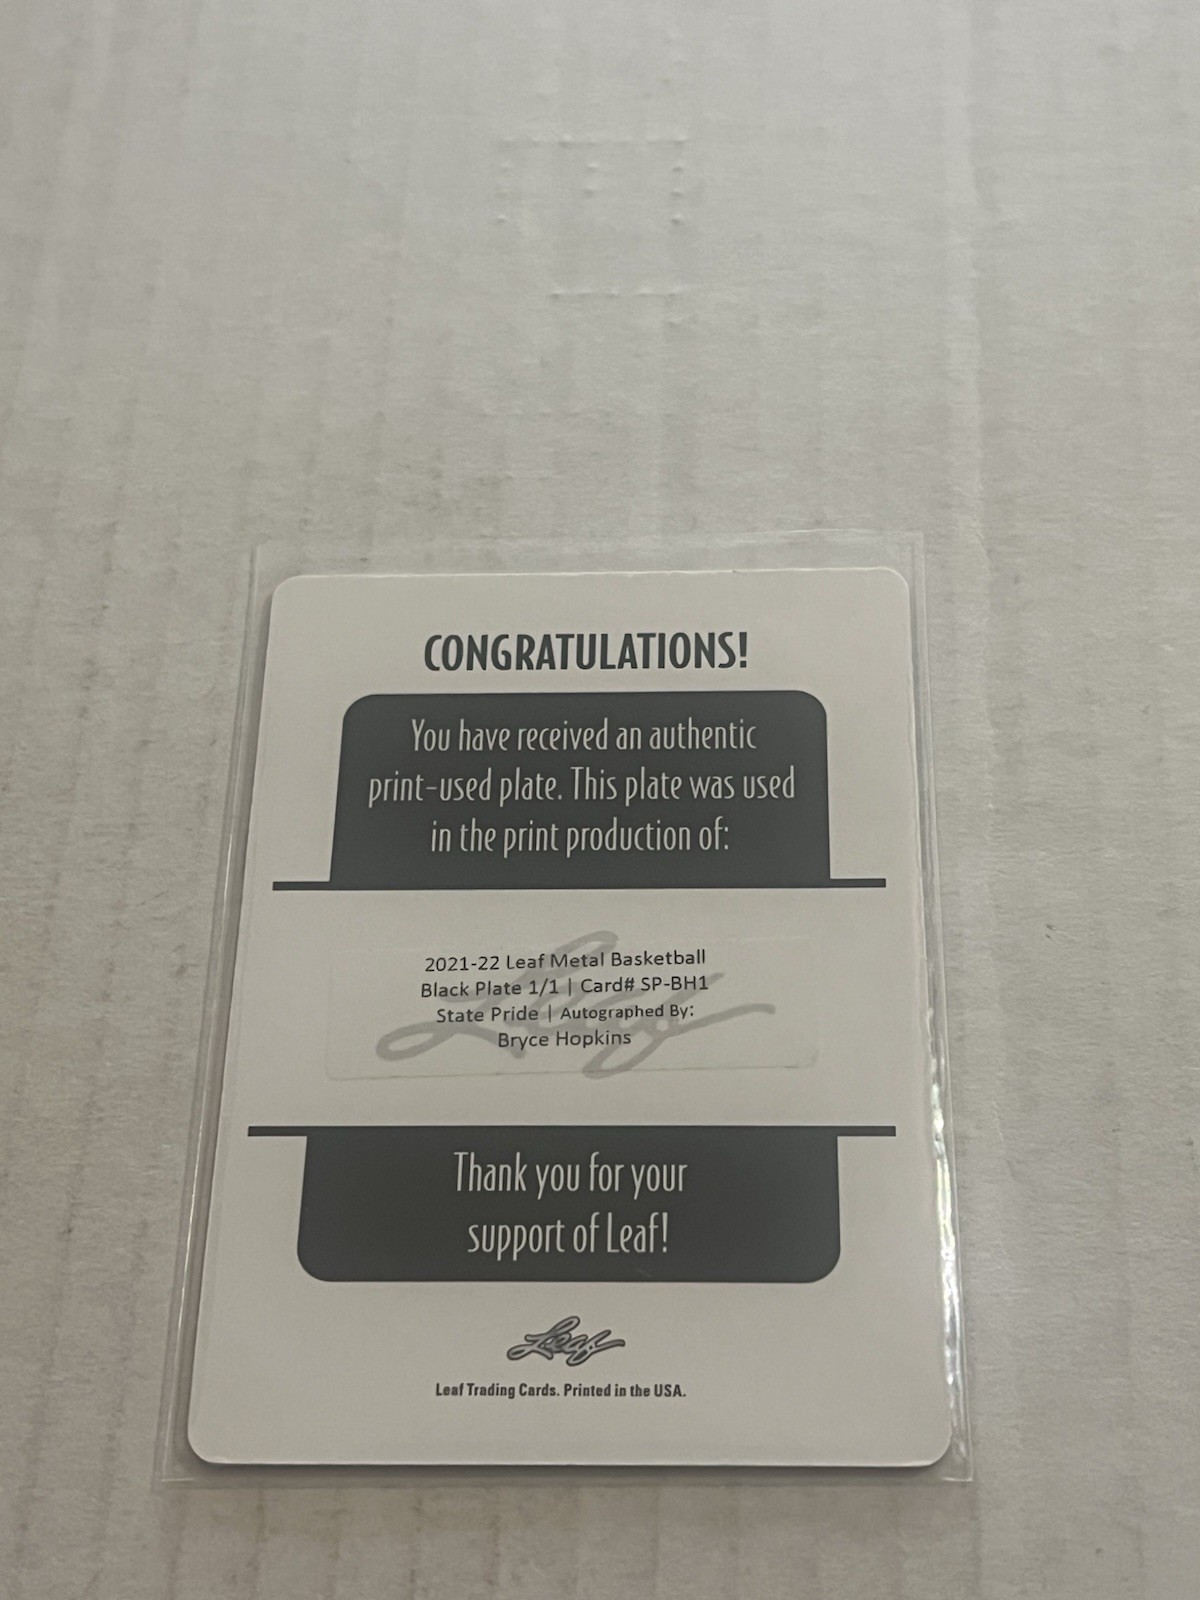 CONGRATULATIONS!
You have received an authentic
print-used plate. This plate was used
in the print production of:
2021-22 Leaf Metal Basketball
Black Plate 1/1 | Card# SP-BH1
State Pride | Autographed By:
Bryce Hopkins
Leaf
Thank you for your
support of Leaf!
Leaf
Leaf Trading Cards. Printed in the USA.